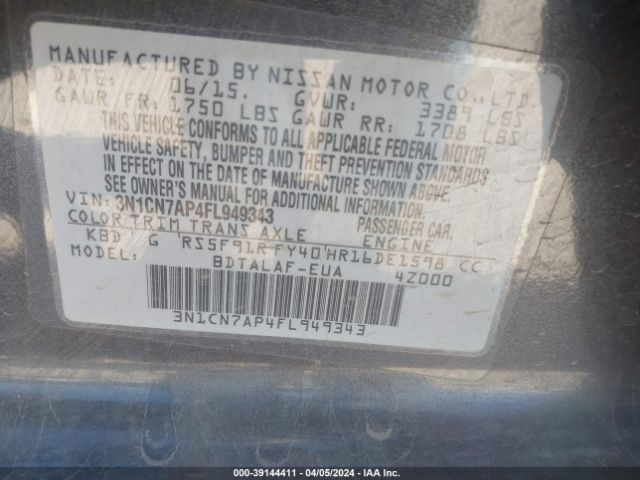 MANUFACTURED BY NISSAN MOTOR CO., LTD.
DATE: 06/15. GVWR: 3389 LBS
GAWR FR: 1750 LBS GAWR RR: 1708 LBS
THIS VEHICLE CONFORMS TO ALL APPLICABLE FEDERAL MOTOR
VEHICLE SAFETY, BUMPER AND THEFT PREVENTION STANDARDS
IN EFFECT ON THE DATE OF MANUFACTURE SHOWN ABOVE.
SEE OWNER'S MANUAL FOR ADDITIONAL INFORMATION
VIN: 3N1CN7AP4FL949343 PASSENGER CAR.
COLOR TRIM TRANS AXLE ENGINE
KBD G 'RS5F91R FY40'HR16DE1598 CC
MODEL: BDTALAF-EUA 4Z000
3N1CN7AP4FL949343
000-39144411 - 04/05/2024 - IAA Inc.